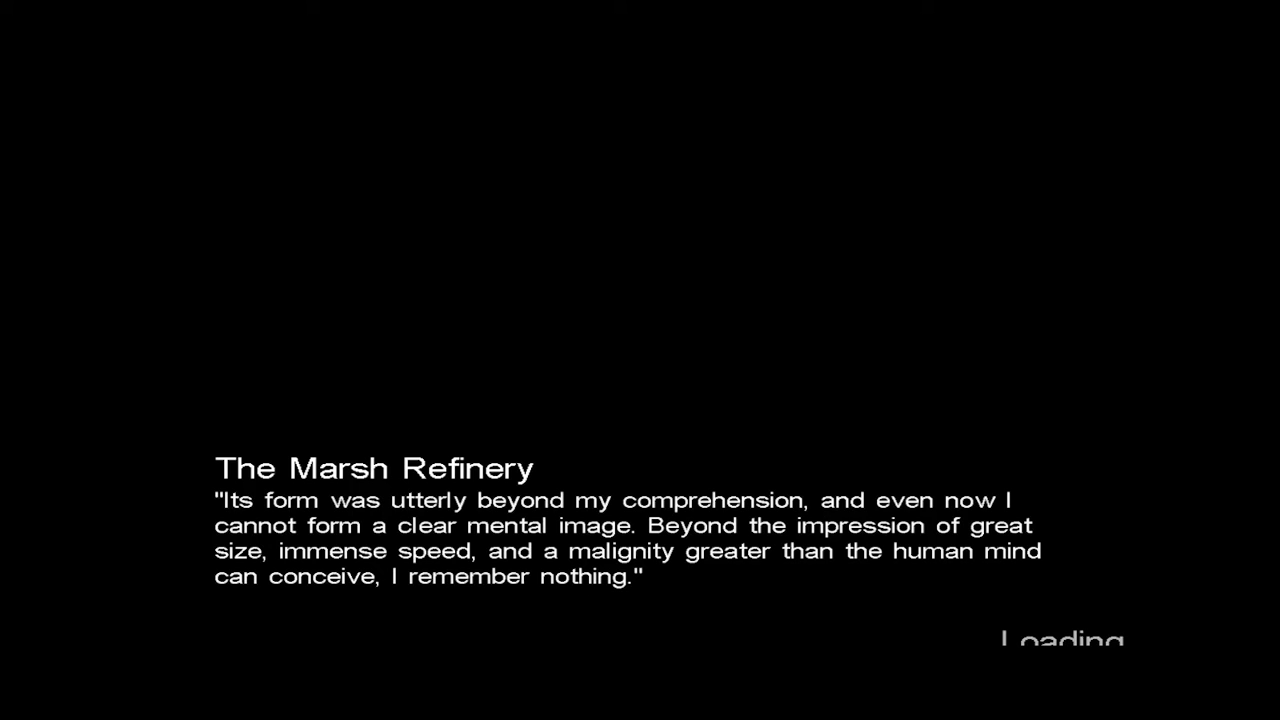 The Marsh Refinery
"Its form was utterly beyond my comprehension, and even now I
cannot form a clear mental image. Beyond the impression of great
size, immense speed, and a malignity greater than the human mind
can conceive, I remember nothing."
Loading